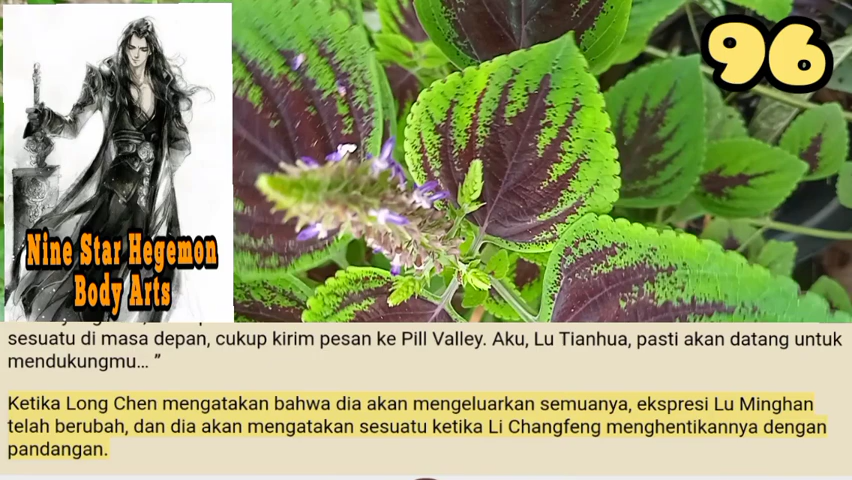 96
Nine Star Hegemon
Body Arts
sesuatu di masa depan, cukup kirim pesan ke Pill Valley. Aku, Lu Tianhua, pasti akan datang untuk
mendukungmu... ”
Ketika Long Chen mengatakan bahwa dia akan mengeluarkan semuanya, ekspresi Lu Minghan
telah berubah, dan dia akan mengatakan sesuatu ketika Li Changfeng menghentikannya dengan
pandangan.